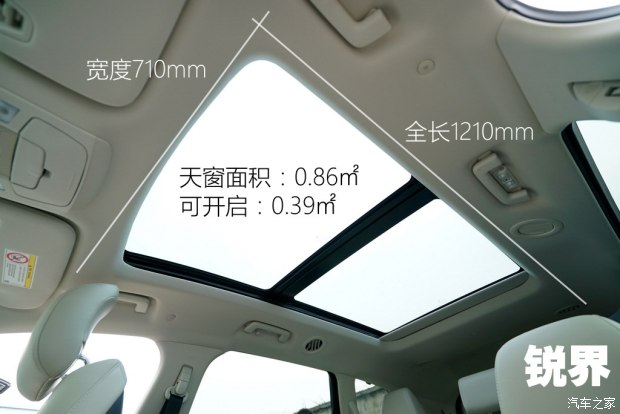 宽度710mm
全长1210mm
天窗面积：0.86㎡
可开启：0.39㎡
锐界
汽车之家